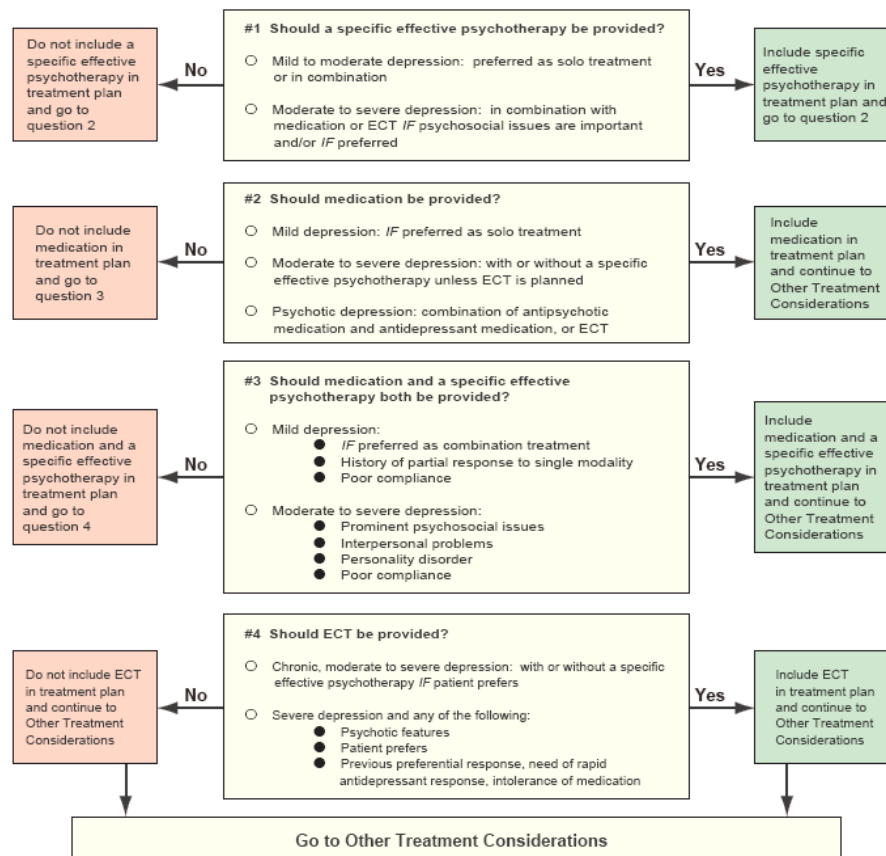 #1 Should a specific effective psychotherapy be provided?
Mild to moderate depression: preferred as solo treatment
or in combination
Moderate to severe depression: in combination with
medication or ECT IF psychosocial issues are important
and/or IF preferred
Do not include a
specific effective
psychotherapy in
treatment plan
and go to
question 2
No
Yes
Include specific
effective
psychotherapy in
treatment plan and
go to question 2
#2 Should medication be provided?
Mild depression: IF preferred as solo treatment
Moderate to severe depression: with or without a specific
effective psychotherapy unless ECT is planned
Psychotic depression: combination of antipsychotic
medication and antidepressant medication, or ECT
Do not include
medication in
treatment plan
and go to
question 3
No
Yes
Include
medication in
treatment plan
and continue to
Other Treatment
Considerations
#3 Should medication and a specific effective
psychotherapy both be provided?
Mild depression:
IF preferred as combination treatment
History of partial response to single modality
Poor compliance
Moderate to severe depression:
Prominent psychosocial issues
Interpersonal problems
Personality disorder
Poor compliance
Do not include
medication and a
specific effective
psychotherapy in
treatment plan
and go to
question 4
No
Yes
Include
medication and a
specific effective
psychotherapy in
treatment plan
and continue to
Other Treatment
Considerations
#4 Should ECT be provided?
Chronic, moderate to severe depression: with or without a specific
effective psychotherapy IF patient prefers
Severe depression and any of the following:
Psychotic features
Patient prefers
Previous preferential response, need of rapid
antidepressant response, intolerance of medication
Do not include ECT
in treatment plan
and continue to
Other Treatment
Considerations
No
Yes
Include ECT
in treatment plan
and continue to
Other Treatment
Considerations
Go to Other Treatment Considerations